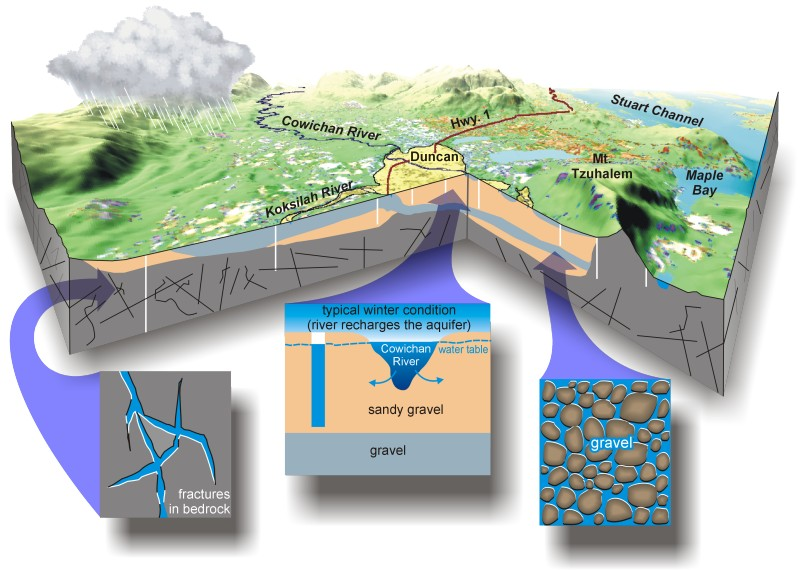 Stuart Channel
Cowichan River
Hwy. 1
Duncan
Mt.
Tzuhalem
Maple
Bay
Koksilah River
typical winter condition
(river recharges the aquifer)
Cowichan
River
water table
sandy gravel
gravel
gravel
fractures
in bedrock